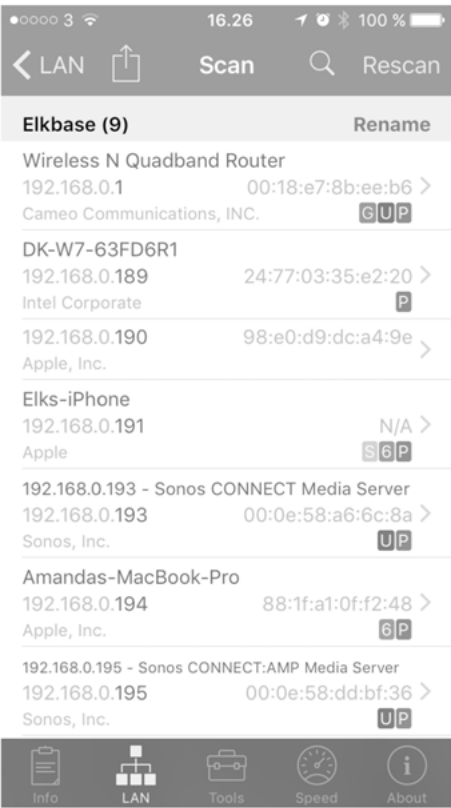 3 16.26 100 %
LAN Scan Rescan
Elkbase (9) Rename
Wireless N Quadband Router
192.168.0.1 00:18:e7:8b:ee:b6
Cameo Communications, INC. G U P
DK-W7-63FD6R1
192.168.0.189 24:77:03:35:e2:20
Intel Corporate P
192.168.0.190 98:e0:d9:dc:a4:9e
Apple, Inc.
Elks-iPhone
192.168.0.191 N/A
Apple S 6 P
192.168.0.193 - Sonos CONNECT Media Server
192.168.0.193 00:0e:58:a6:6c:8a
Sonos, Inc. U P
Amandas-MacBook-Pro
192.168.0.194 88:1f:a1:0f:f2:48
Apple, Inc. 6 P
192.168.0.195 - Sonos CONNECT:AMP Media Server
192.168.0.195 00:0e:58:dd:bf:36
Sonos, Inc. U P
Info LAN Tools Speed About